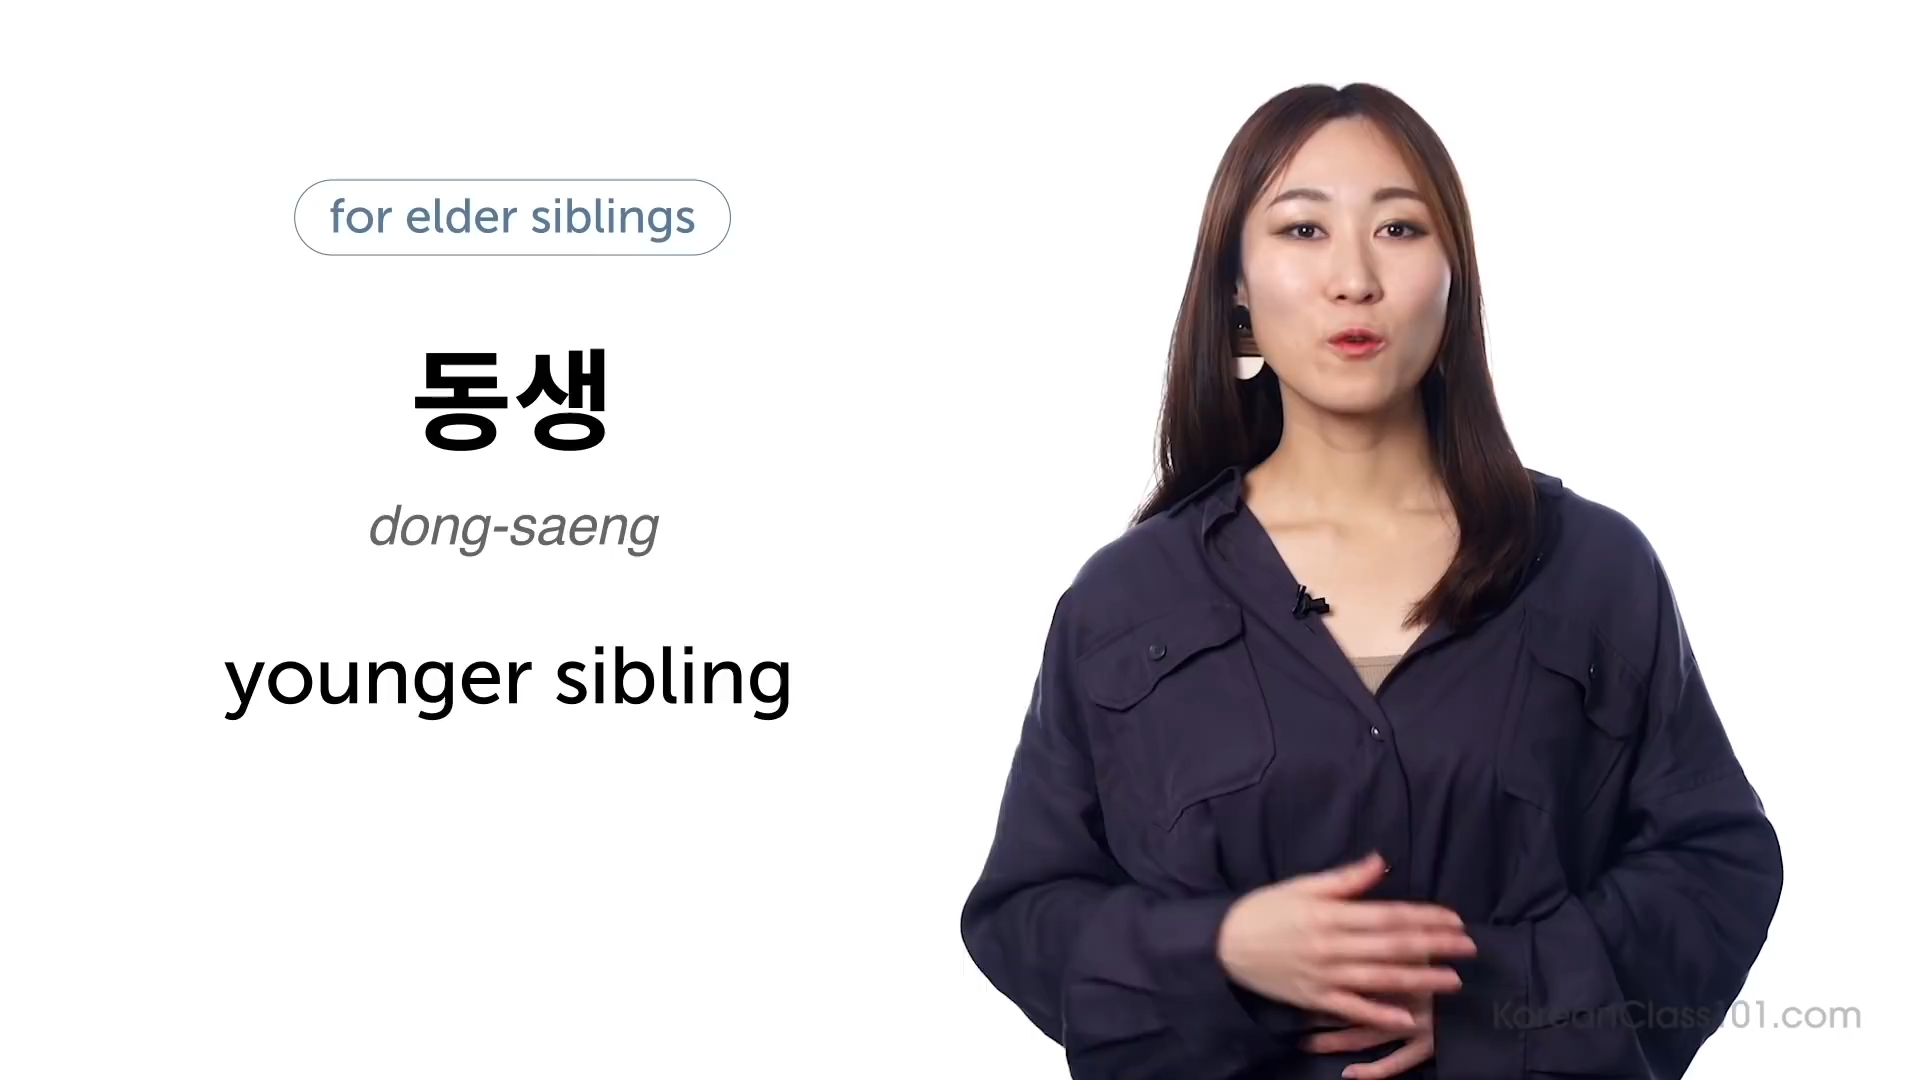 for elder siblings
동생
dong-saeng
younger sibling
KoreanClass101.com